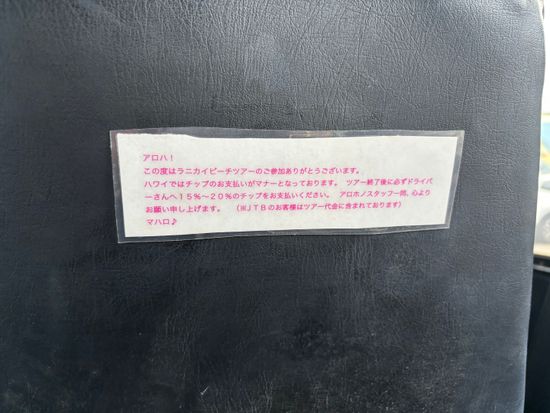 アロハ！
この度はラニカイビーチツアーのご参加ありがとうございます。
ハワイではチップのお支払いがマナーとなっております。 ツアー終了後に必ずドライバ
ーさんへ１５％～２０％のチップをお支払いください。 アロホノスタッフ一同、心より
お願い申し上げます。 （※ＪＴＢのお客様はツアー代金に含まれております）
マハロ♪